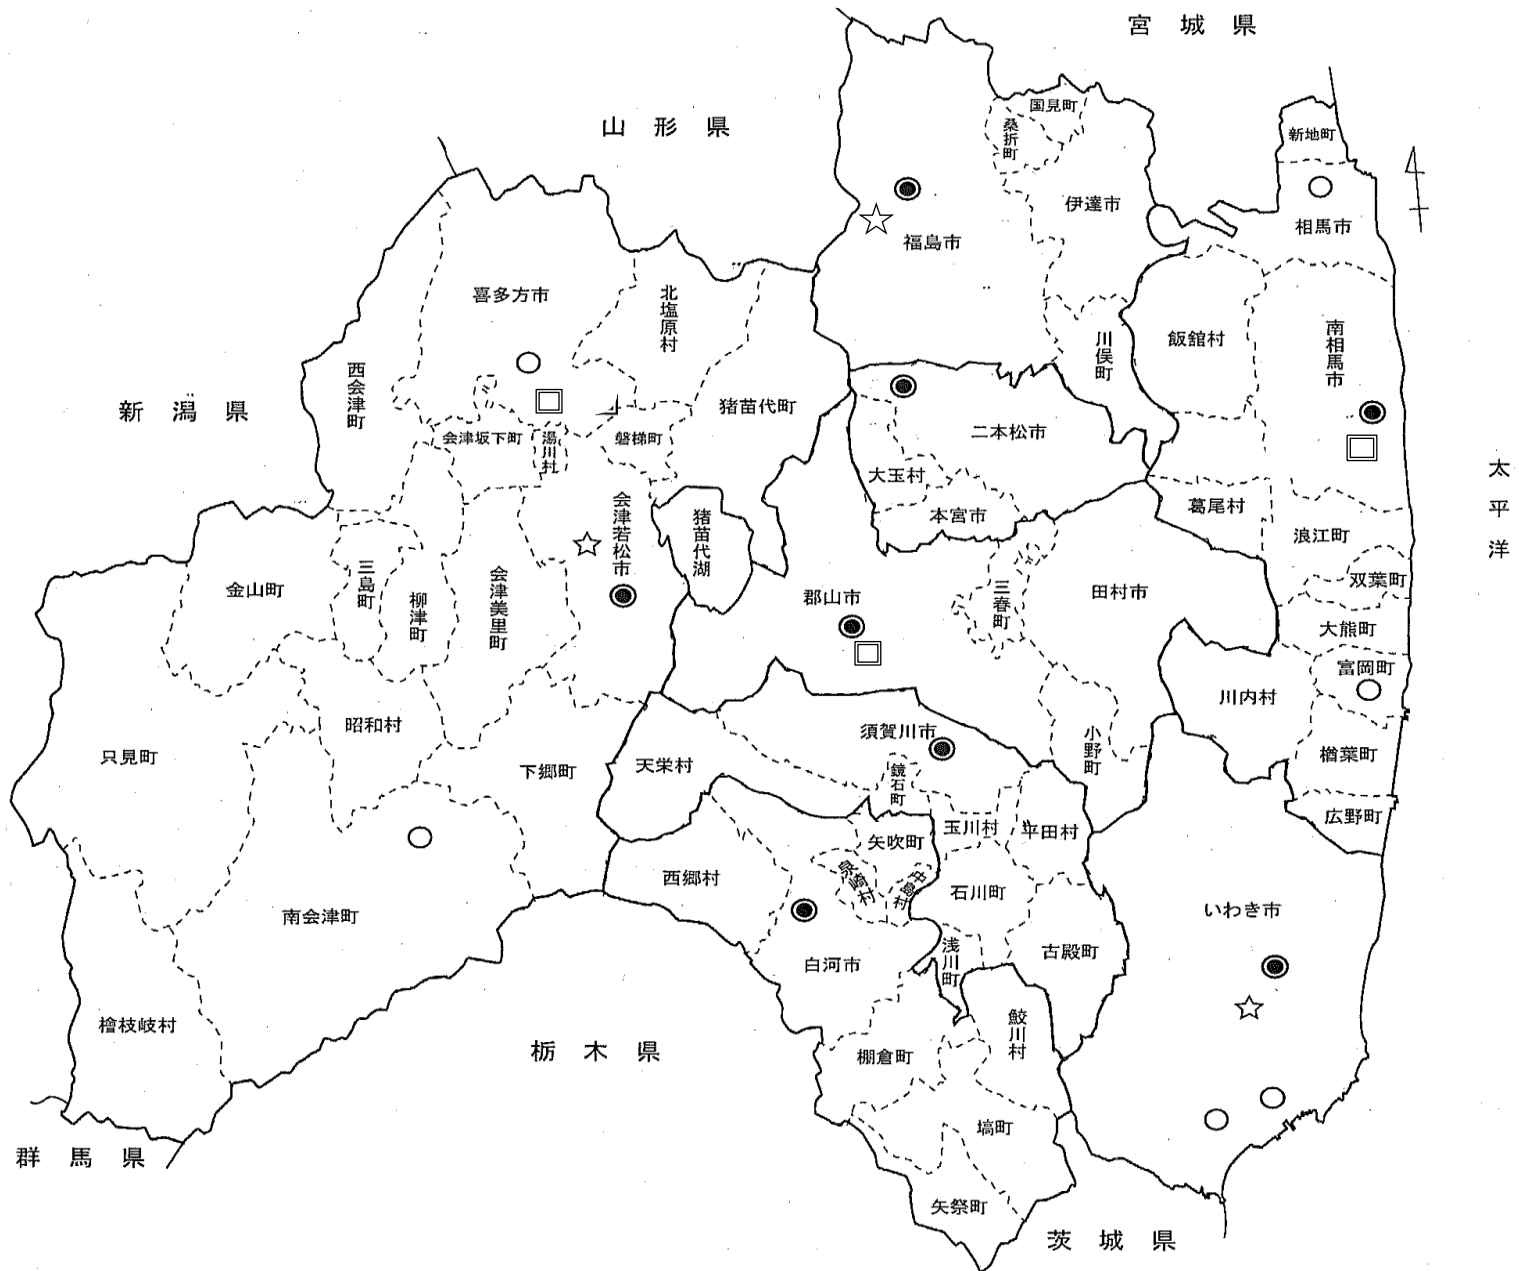 宮城県
山形県
国見町
桑折町
新地町
伊達市
相馬市
福島市
喜多方市
北塩原村
川俣町
飯舘村
南相馬市
西会津町
新潟県
猪苗代町
会津坂下町
湯川村
磐梯町
二本松市
大玉村
本宮市
葛尾村
浪江町
太平洋
会津若松市
猪苗代湖
双葉町
金山町
三島町
柳津町
会津美里町
郡山市
三春町
田村市
大熊町
富岡町
川内村
昭和村
只見町
下郷町
天栄村
須賀川市
鏡石町
小野町
楢葉町
広野町
玉川村
平田村
矢吹町
泉崎村
中島村
西郷村
石川町
南会津町
いわき市
白河市
浅川町
古殿町
檜枝岐村
鮫川村
栃木県
棚倉町
塙町
群馬県
矢祭町
茨城県